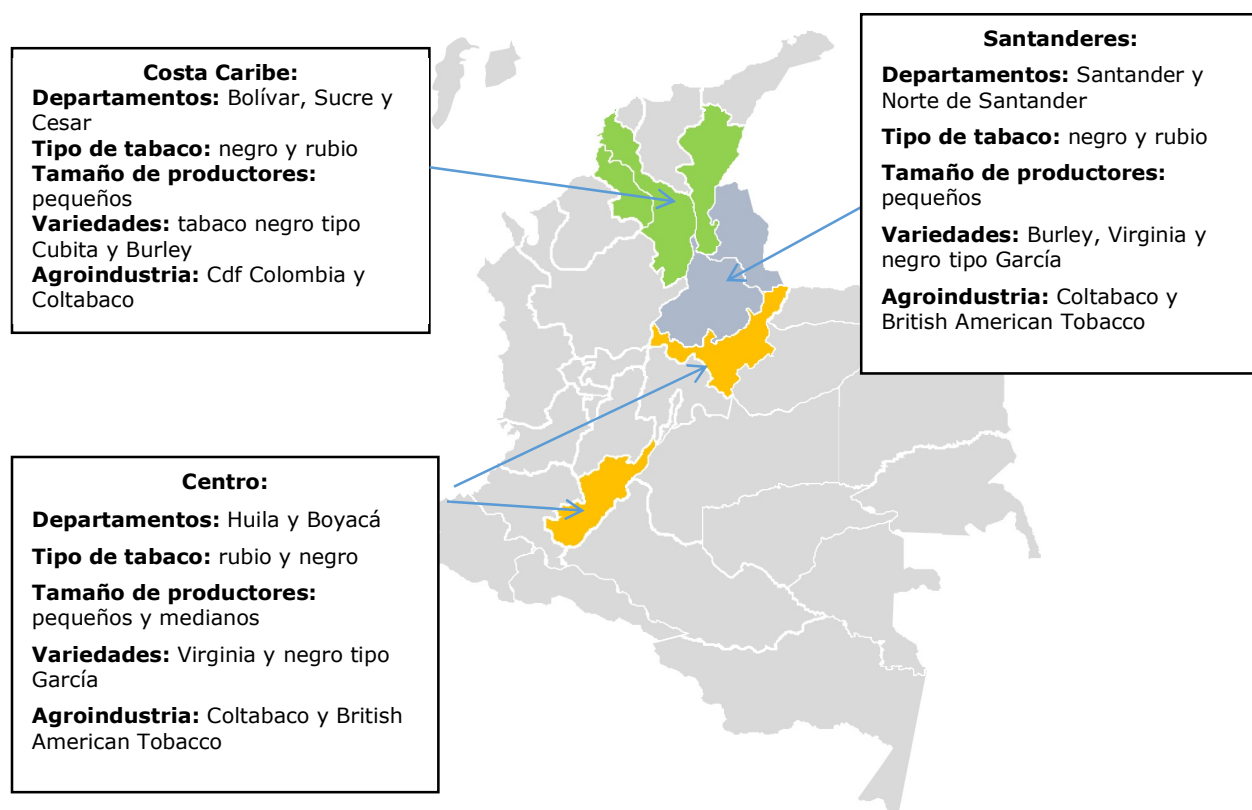 Costa Caribe:
Departamentos: Bolívar, Sucre y
Cesar
Tipo de tabaco: negro y rubio
Tamaño de productores:
pequeños
Variedades: tabaco negro tipo
Cubita y Burley
Agroindustria: Cdf Colombia y
Coltabaco
Santanderes:
Departamentos: Santander y
Norte de Santander
Tipo de tabaco: negro y rubio
Tamaño de productores:
pequeños
Variedades: Burley, Virginia y
negro tipo García
Agroindustria: Coltabaco y
British American Tobacco
Centro:
Departamentos: Huila y Boyacá
Tipo de tabaco: rubio y negro
Tamaño de productores:
pequeños y medianos
Variedades: Virginia y negro tipo
García
Agroindustria: Coltabaco y British
American Tobacco